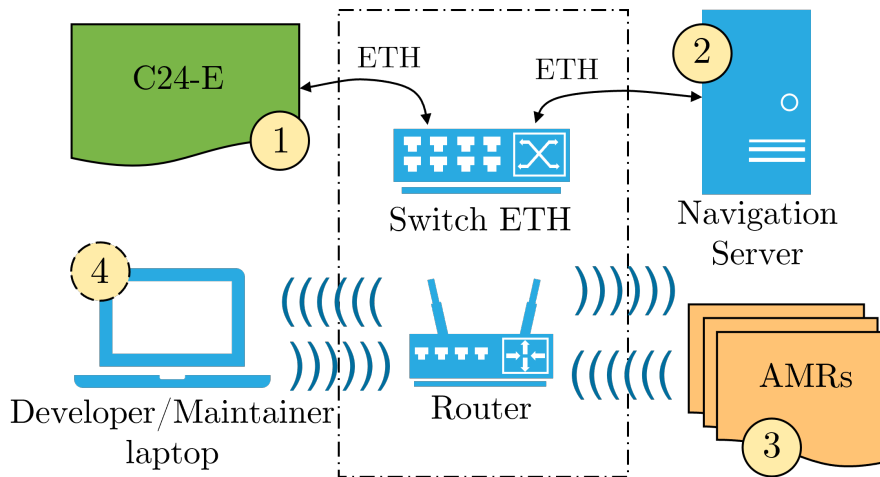 C24-E
1
ETH
ETH
2
Switch ETH
Navigation
Server
4
Developer/Maintainer
laptop
Router
AMRs
3